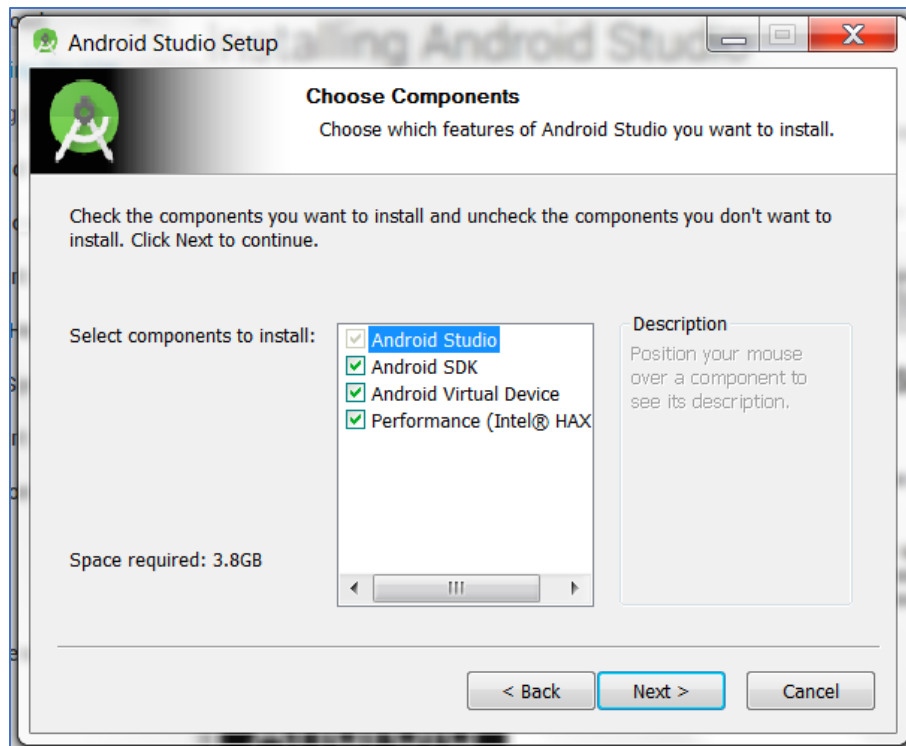 Installing Android Stud
Android Studio Setup
Choose Components
Choose which features of Android Studio you want to install.
Check the components you want to install and uncheck the components you don't want to
install. Click Next to continue.
Select components to install:
Android Studio
Android SDK
Android Virtual Device
Performance (Intel® HAX
Description
Position your mouse
over a component to
see its description.
Space required: 3.8GB
< Back
Next >
Cancel